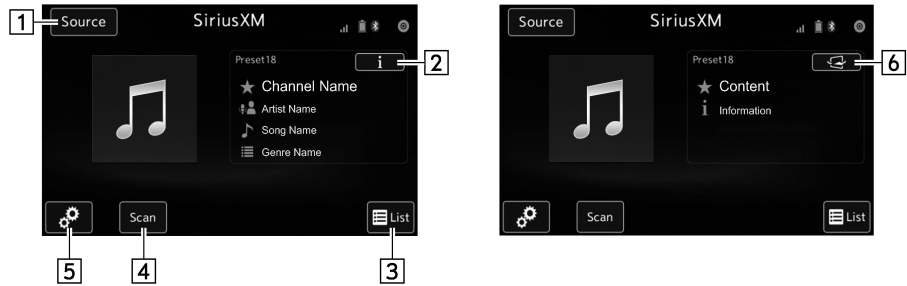 1
Source
SiriusXM
Preset18
i
2
Channel Name
Artist Name
Song Name
Genre Name
Scan
List
5
4
3
Source
SiriusXM
Preset18
6
Content
i
Information
Scan
List